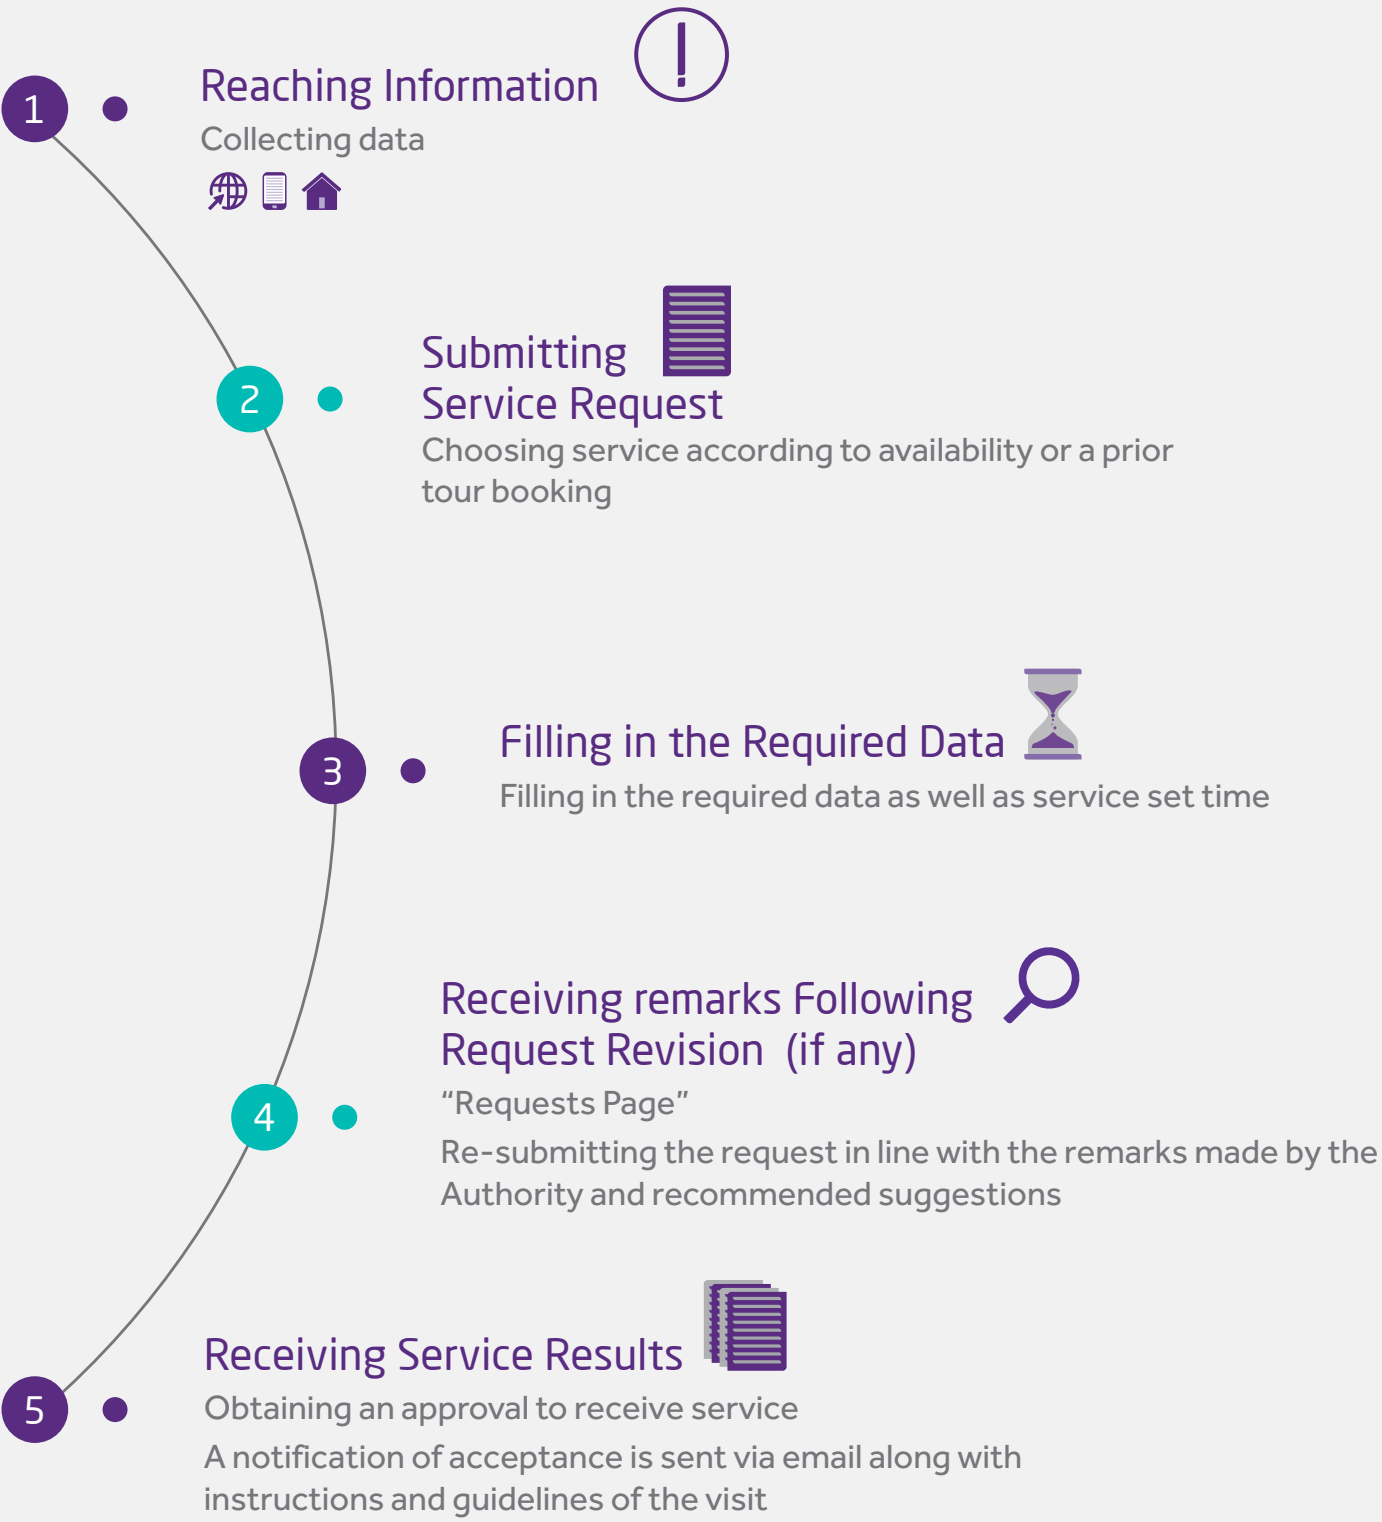 1
Reaching Information
Collecting data
2
Submitting
Service Request
Choosing service according to availability or a prior
tour booking
3
Filling in the Required Data
Filling in the required data as well as service set time
4
Receiving remarks Following
Request Revision (if any)
“Requests Page”
Re-submitting the request in line with the remarks made by the
Authority and recommended suggestions
5
Receiving Service Results
Obtaining an approval to receive service
A notification of acceptance is sent via email along with
instructions and guidelines of the visit